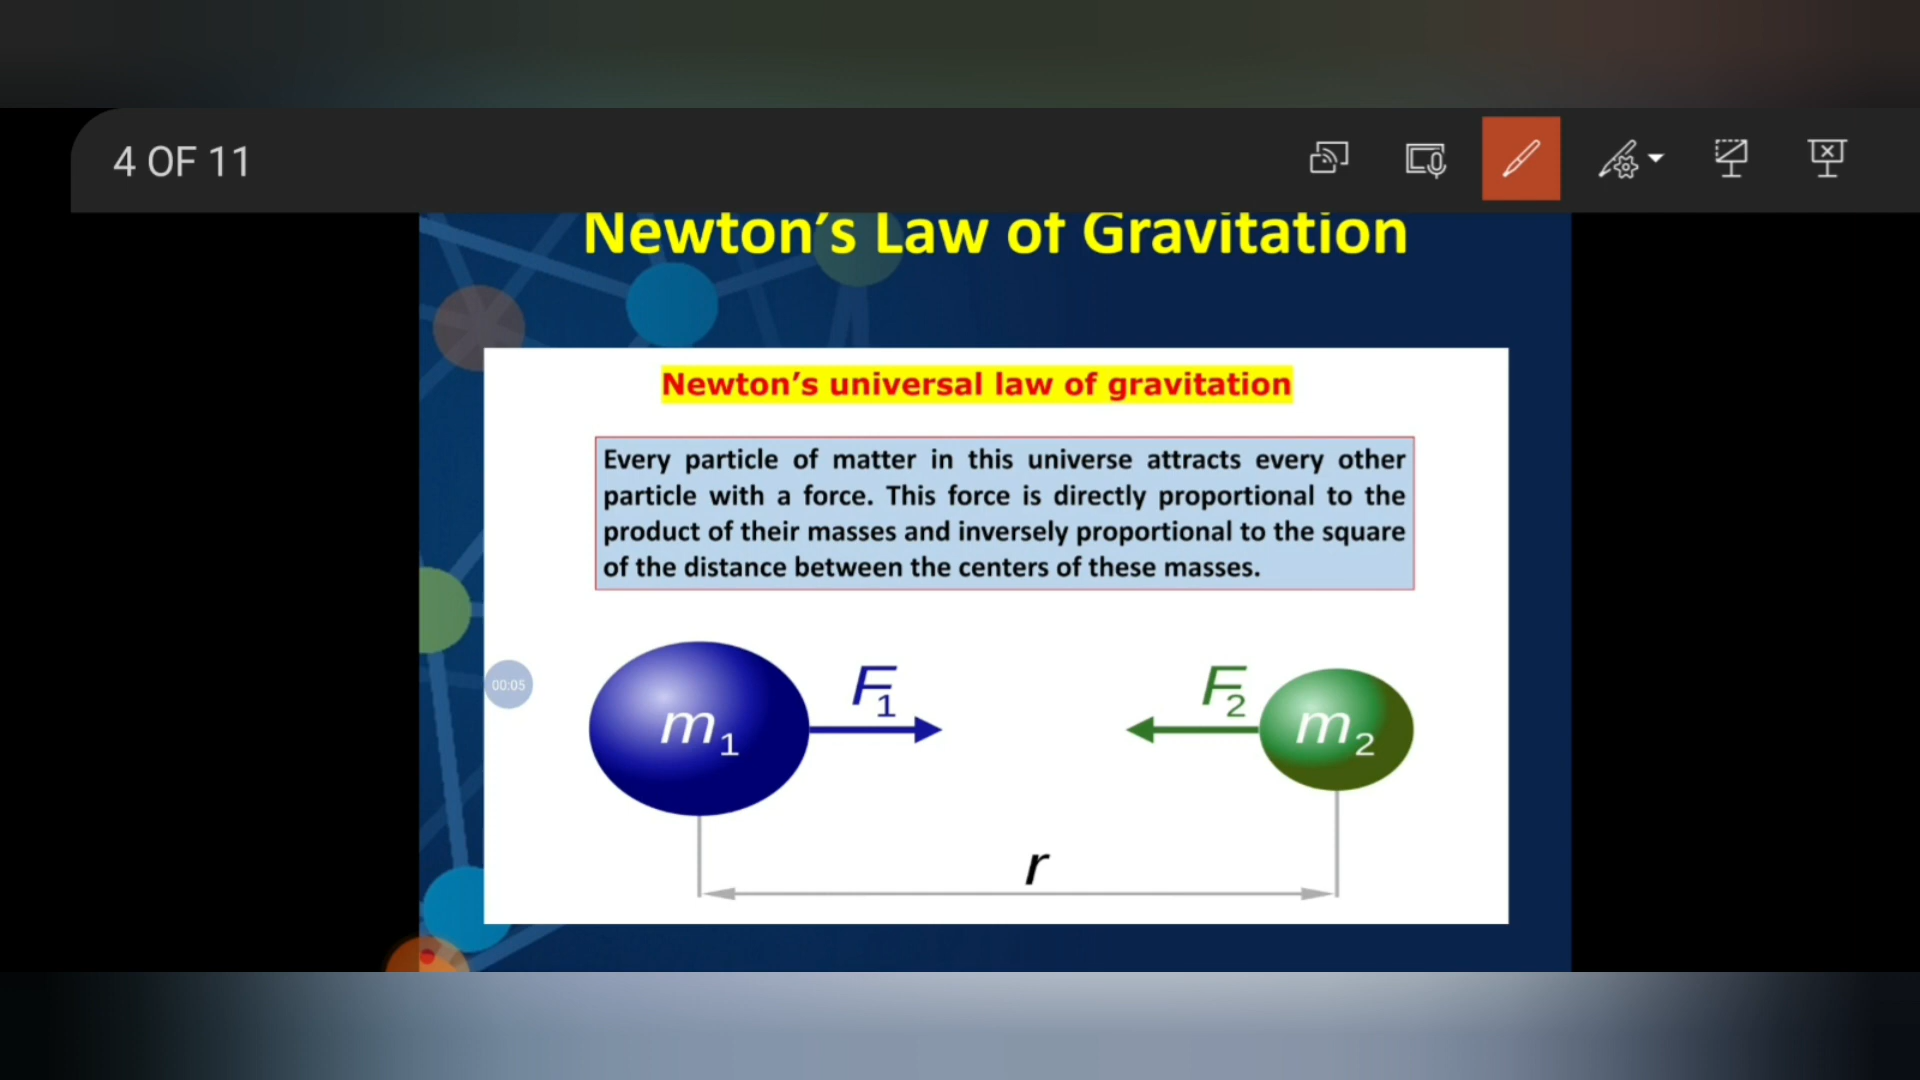 4 OF 11
Newton’s Law of Gravitation
Newton’s universal law of gravitation
Every particle of matter in this universe attracts every other
particle with a force. This force is directly proportional to the
product of their masses and inversely proportional to the square
of the distance between the centers of these masses.
F1
F2
00:05
m1
m2
r